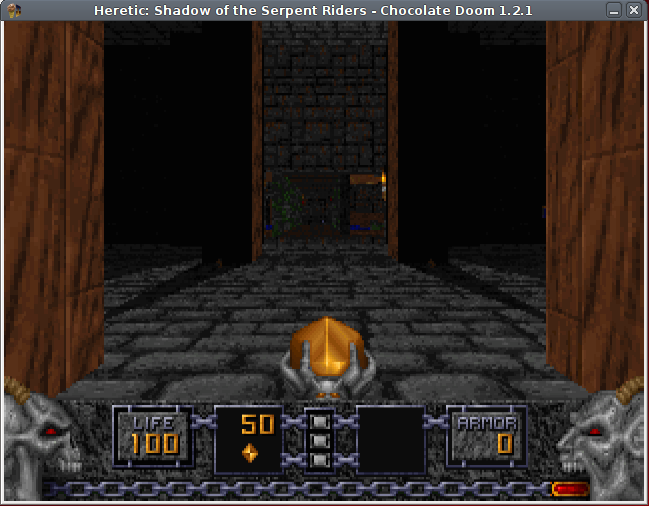 Heretic: Shadow of the Serpent Riders - Chocolate Doom 1.2.1
LIFE
100
50
ARMOR
0